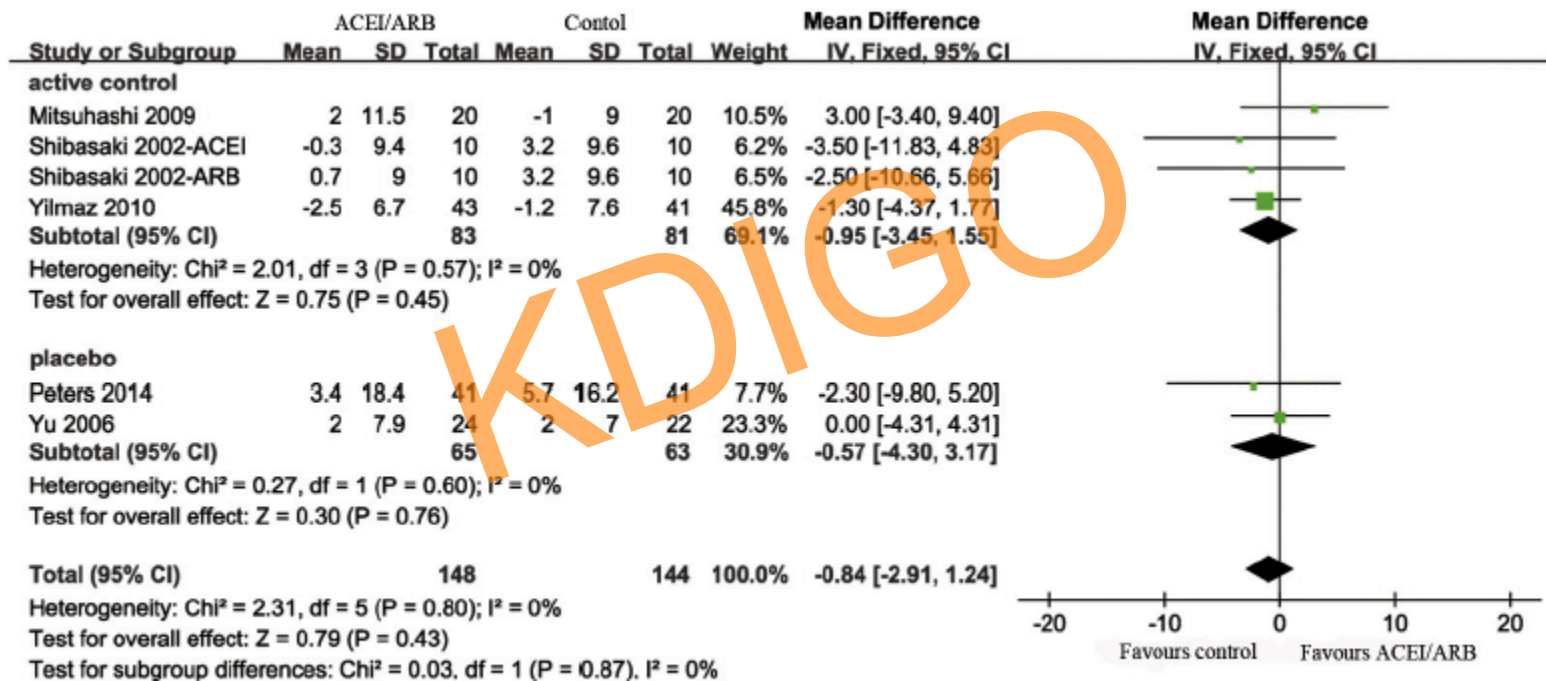 ACEI/ARB Contol Mean Difference Mean Difference
Study or Subgroup Mean SD Total Mean SD Total Weight IV, Fixed, 95% CI IV, Fixed, 95% CI
active control
Mitsuhashi 2009 2 11.5 20 -1 9 20 10.5% 3.00 [-3.40, 9.40]
Shibasaki 2002-ACEI -0.3 9.4 10 3.2 9.6 10 6.2% -3.50 [-11.83, 4.83]
Shibasaki 2002-ARB 0.7 9 10 3.2 9.6 10 6.5% -2.50 [-10.66, 5.66]
Yilmaz 2010 -2.5 6.7 43 -1.2 7.6 41 45.8% -1.30 [-4.37, 1.77]
Subtotal (95% CI) 83 81 69.1% -0.95 [-3.45, 1.55]
Heterogeneity: Chi² = 2.01, df = 3 (P = 0.57); I² = 0%
Test for overall effect: Z = 0.75 (P = 0.45)
KDIGO
placebo
Peters 2014 3.4 18.4 41 5.7 16.2 41 7.7% -2.30 [-9.80, 5.20]
Yu 2006 2 7.9 24 2 7 22 23.3% 0.00 [-4.31, 4.31]
Subtotal (95% CI) 65 63 30.9% -0.57 [-4.30, 3.17]
Heterogeneity: Chi² = 0.27, df = 1 (P = 0.60); I² = 0%
Test for overall effect: Z = 0.30 (P = 0.76)
Total (95% CI) 148 144 100.0% -0.84 [-2.91, 1.24]
Heterogeneity: Chi² = 2.31, df = 5 (P = 0.80); I² = 0%
Test for overall effect: Z = 0.79 (P = 0.43)
Test for subgroup differences: Chi² = 0.03, df = 1 (P = 0.87), I² = 0%
-20 -10 0 10 20
Favours control Favours ACEI/ARB